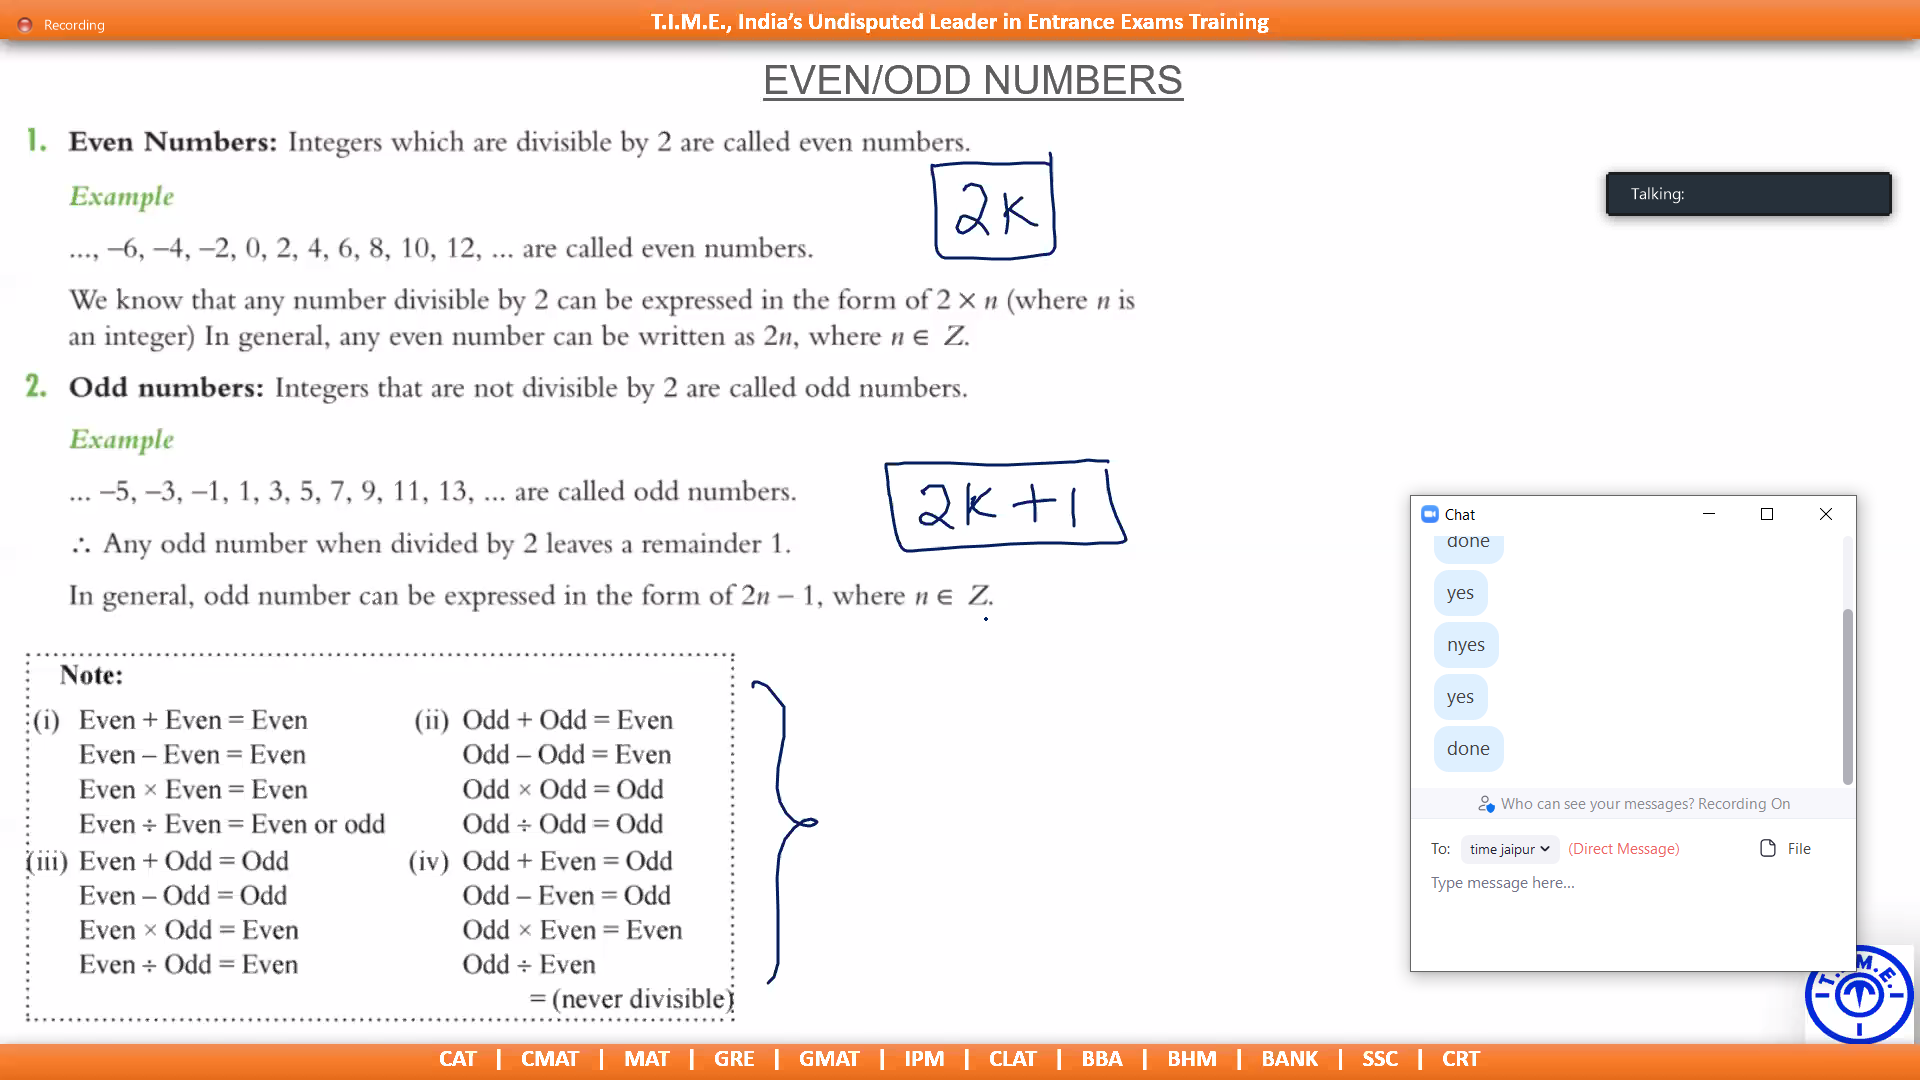 Recording
T.I.M.E., India's Undisputed Leader in Entrance Exams Training
EVEN/ODD NUMBERS
1. Even Numbers: Integers which are divisible by 2 are called even numbers.
Example
2K
..., –6, –4, –2, 0, 2, 4, 6, 8, 10, 12, ... are called even numbers.
We know that any number divisible by 2 can be expressed in the form of 2 × n (where n is
an integer) In general, any even number can be written as 2n, where n ∈ Z.
2. Odd numbers: Integers that are not divisible by 2 are called odd numbers.
Example
... –5, –3, –1, 1, 3, 5, 7, 9, 11, 13, ... are called odd numbers.
2K+1
∴ Any odd number when divided by 2 leaves a remainder 1.
In general, odd number can be expressed in the form of 2n – 1, where n ∈ Z.
Note:
(i) Even + Even = Even
Even – Even = Even
Even × Even = Even
Even ÷ Even = Even or odd
(ii) Odd + Odd = Even
Odd – Odd = Even
Odd × Odd = Odd
Odd ÷ Odd = Odd
(iii) Even + Odd = Odd
Even – Odd = Odd
Even × Odd = Even
Even ÷ Odd = Even
(iv) Odd + Even = Odd
Odd – Even = Odd
Odd × Even = Even
Odd ÷ Even
= (never divisible)
Talking:
Chat
done
yes
nyes
yes
done
Who can see your messages? Recording On
To: time jaipur (Direct Message) File
Type message here...
T.I.M.E.
CAT | CMAT | MAT | GRE | GMAT | IPM | CLAT | BBA | BHM | BANK | SSC | CRT